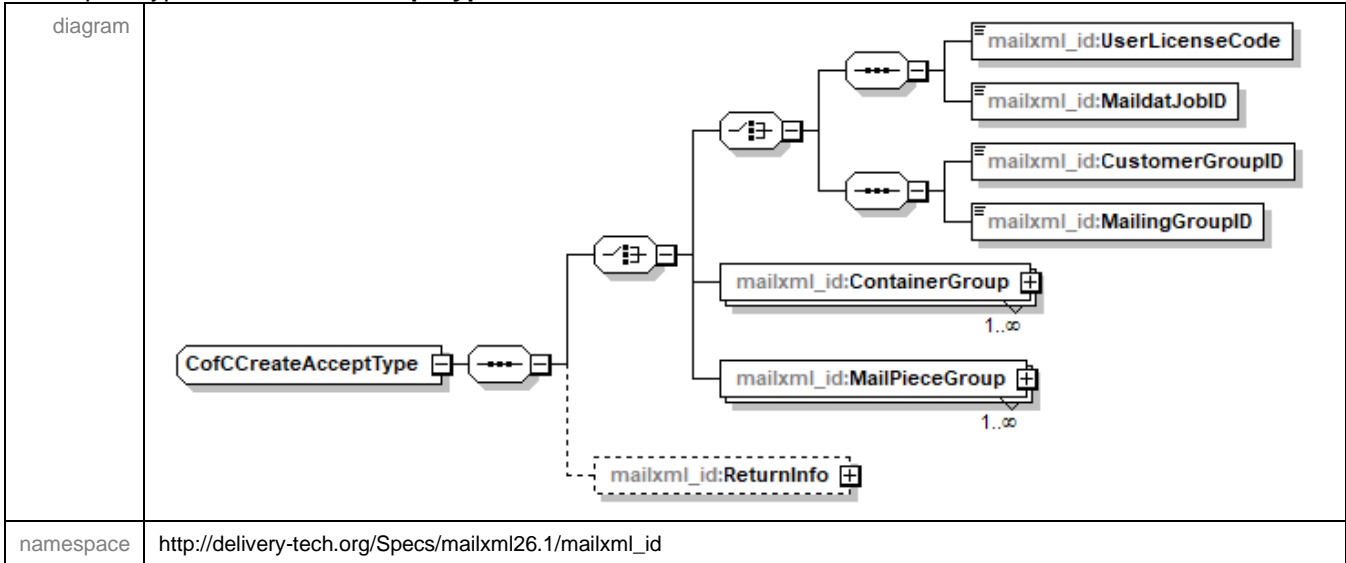 diagram
mailxml_id:UserLicenseCode
mailxml_id:MaildatJobID
mailxml_id:CustomerGroupID
mailxml_id:MailingGroupID
mailxml_id:ContainerGroup
1..∞
CofCCreateAcceptType
mailxml_id:MailPieceGroup
1..∞
mailxml_id:ReturnInfo
namespace
http://delivery-tech.org/Specs/mailxml26.1/mailxml_id